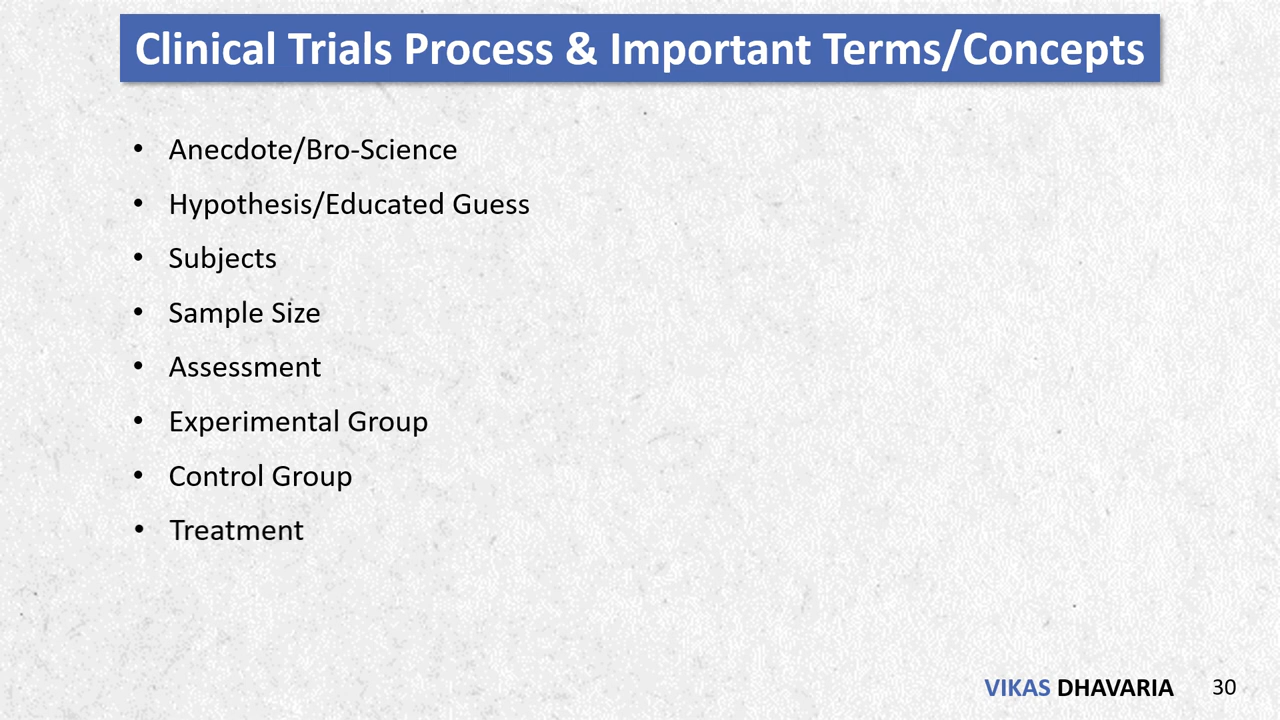 Clinical Trials Process & Important Terms/Concepts
• Anecdote/Bro-Science
• Hypothesis/Educated Guess
• Subjects
• Sample Size
• Assessment
• Experimental Group
• Control Group
• Treatment
VIKAS DHAVARIA 30